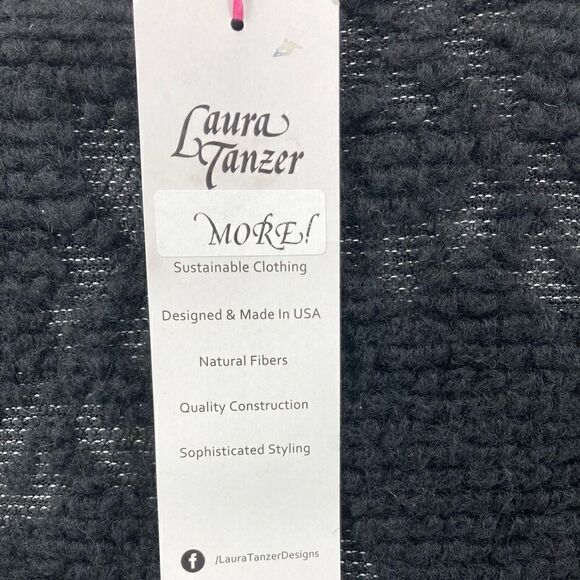 Laura
Tanzer
MORE!
Sustainable Clothing
Designed & Made In USA
Natural Fibers
Quality Construction
Sophisticated Styling
f /LauraTanzerDesigns